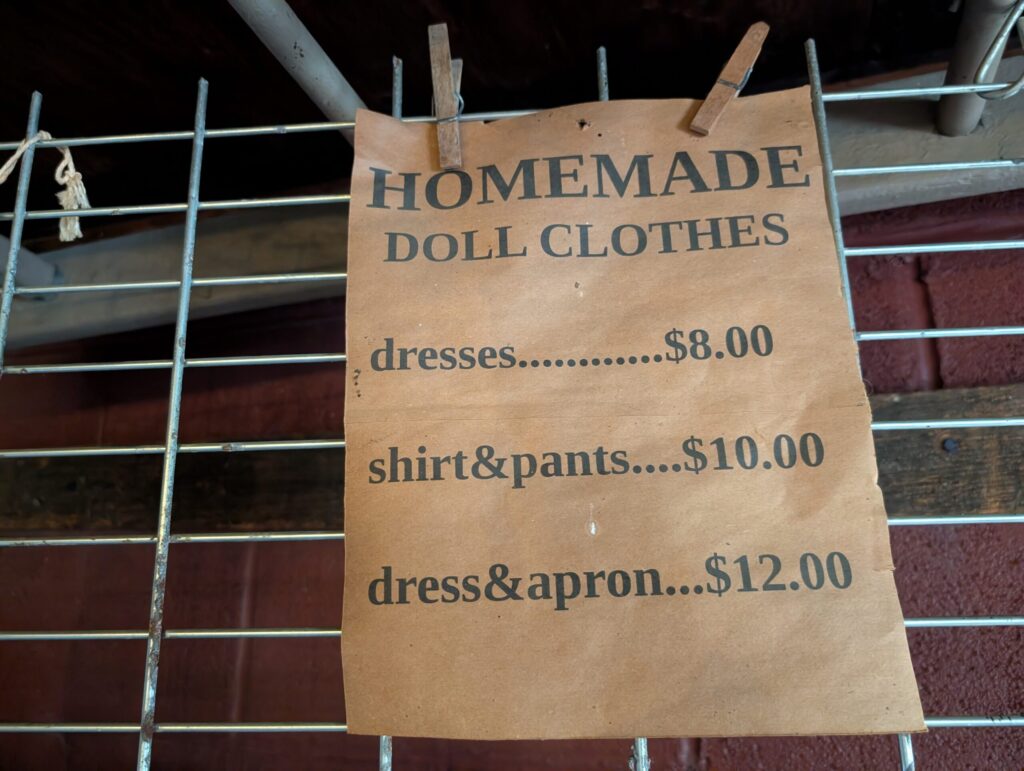 HOMEMADE
DOLL CLOTHES
dresses............$8.00
shirt&pants....$10.00
dress&apron...$12.00